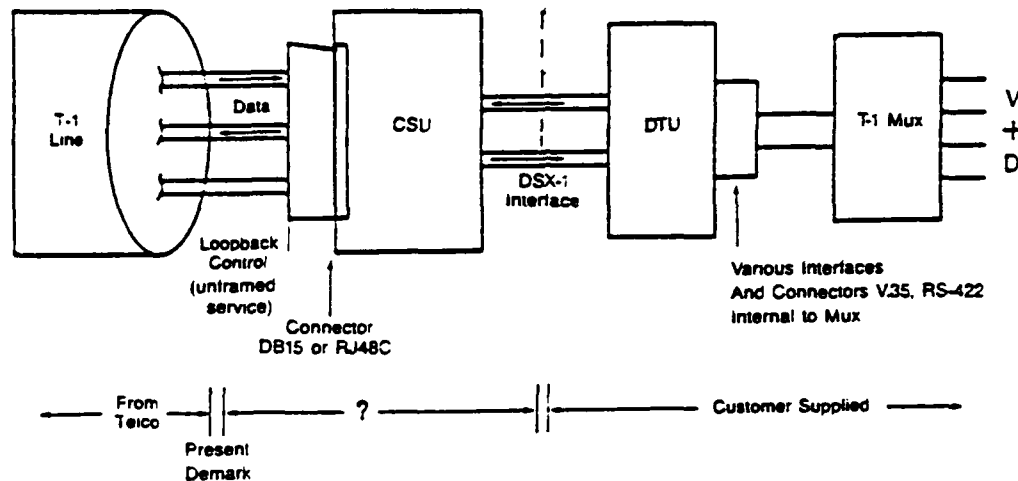 T-1
Line
Data
CSU
DTU
T-1 Mux
V
+
D
DSX-1
Interface
Loopback
Control
(unframed
service)
Connector
DB15 or RJ48C
Various Interfaces
And Connectors V.35, RS-422
Internal to Mux
From
Telco
?
Customer Supplied
Present
Demark